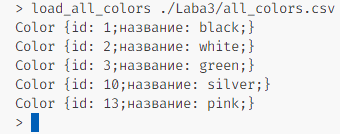 > load_all_colors ./Laba3/all_colors.csv
Color {id: 1;название: black;}
Color {id: 2;название: white;}
Color {id: 3;название: green;}
Color {id: 10;название: silver;}
Color {id: 13;название: pink;}
>